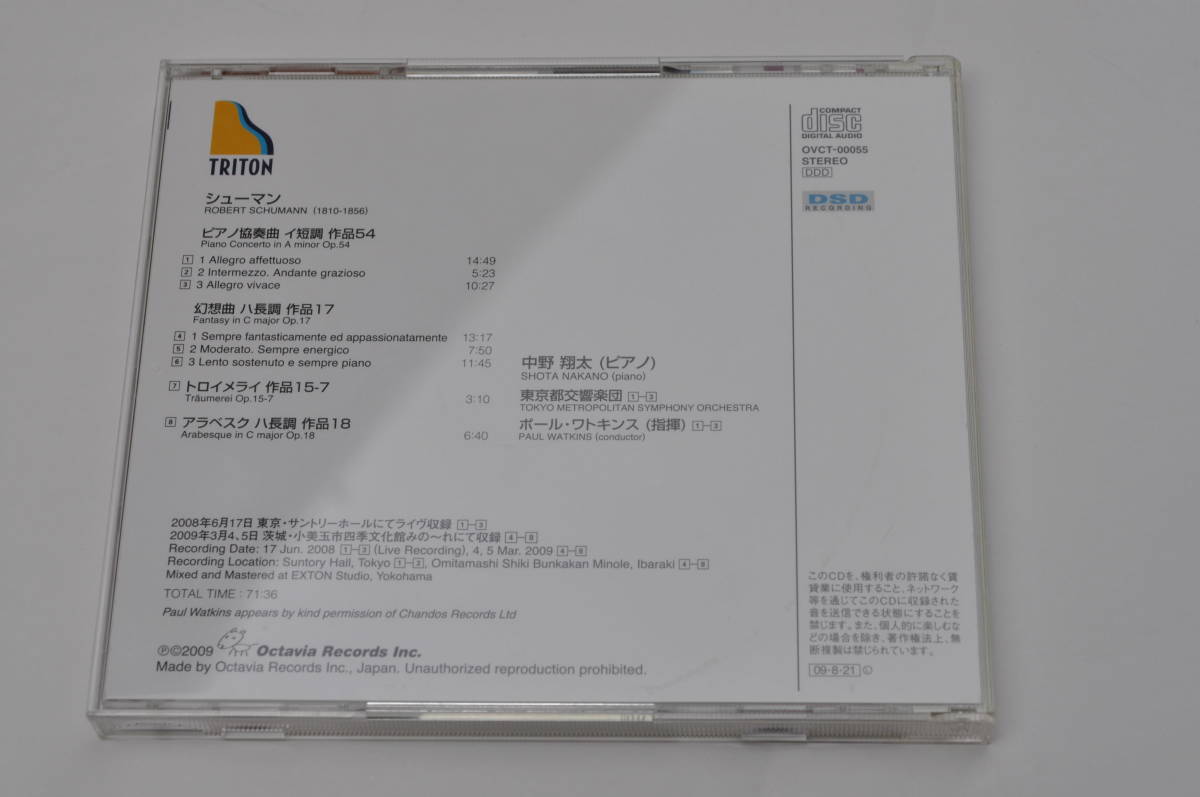 TRITON
シューマン
ROBERT SCHUMANN (1810-1856)
ピアノ協奏曲 イ短調 作品54
Piano Concerto in A minor Op.54
1 1 Allegro affettuoso 14:49
2 2 Intermezzo. Andante grazioso 5:23
3 3 Allegro vivace 10:27
幻想曲 ハ長調 作品17
Fantasy in C major Op.17
4 1 Sempre fantasticamente ed appassionatamente 13:17
5 2 Moderato. Sempre energico 7:50
6 3 Lento sostenuto e sempre piano 11:45
7 トロイメライ 作品15-7
Träumerei Op.15-7 3:10
8 アラベスク ハ長調 作品18
Arabesque in C major Op.18 6:40
中野 翔太 (ピアノ)
SHOTA NAKANO (piano)
東京都交響楽団 1-3
TOKYO METROPOLITAN SYMPHONY ORCHESTRA
ポール・ワトキンス (指揮) 1-3
PAUL WATKINS (conductor)
2008年6月17日 東京・サントリーホールにてライヴ収録 1-3
2009年3月4、5日 茨城・小美玉市四季文化館みの〜れにて収録 4-8
Recording Date: 17 Jun. 2008 1-3 (Live Recording), 4, 5 Mar. 2009 4-8
Recording Location: Suntory Hall, Tokyo 1-3, Omitamashi Shiki Bunkakan Minole, Ibaraki 4-8
Mixed and Mastered at EXTON Studio, Yokohama
TOTAL TIME : 71:36
Paul Watkins appears by kind permission of Chandos Records Ltd
℗©2009 Octavia Records Inc.
Made by Octavia Records Inc., Japan. Unauthorized reproduction prohibited.
COMPACT
disc
DIGITAL AUDIO
OVCT-00055
STEREO
DDD
DSD
RECORDING
このCDを、権利者の許諾なく賃
貸業に使用すること、ネットワーク
等を通じてこのCDに収録された
音を送信できる状態にすることを
禁じます。また、個人的に楽しむな
どの場合を除き、著作権法上、無
断複製は禁じられています。
09-8-21 Ⓛ